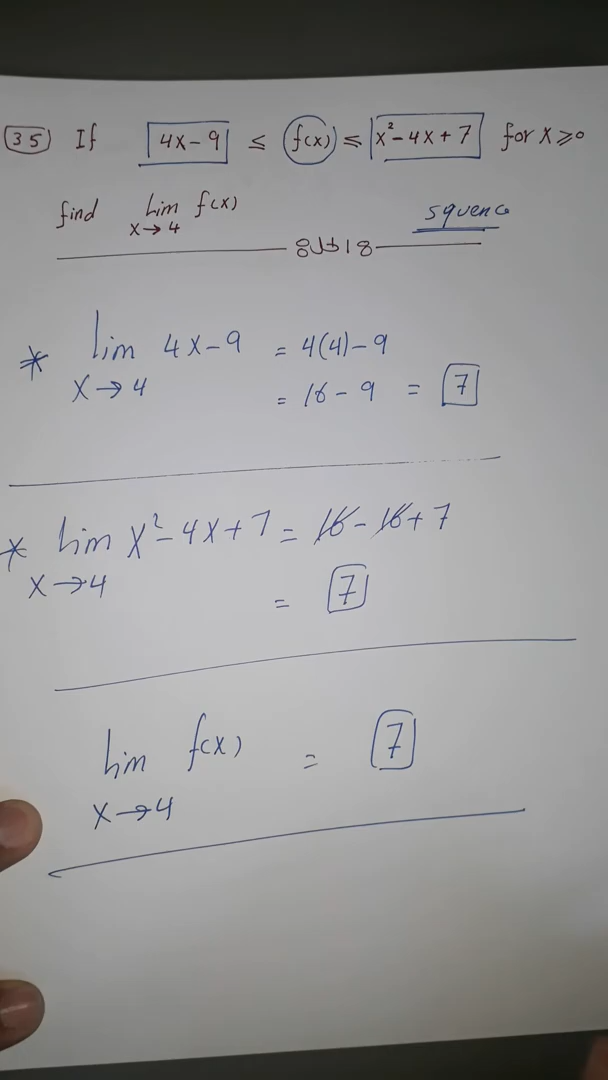 35 If 4x-9 ≤ f(x) ≤ x²-4x+7 for x ≥ 0
find lim f(x)
x→4
squenc
* lim 4x-9 = 4(4)-9
x→4 = 16-9 = 7
* lim x²-4x+7 = 16-16+7
x→4 = 7
lim f(x) = 7
x→4